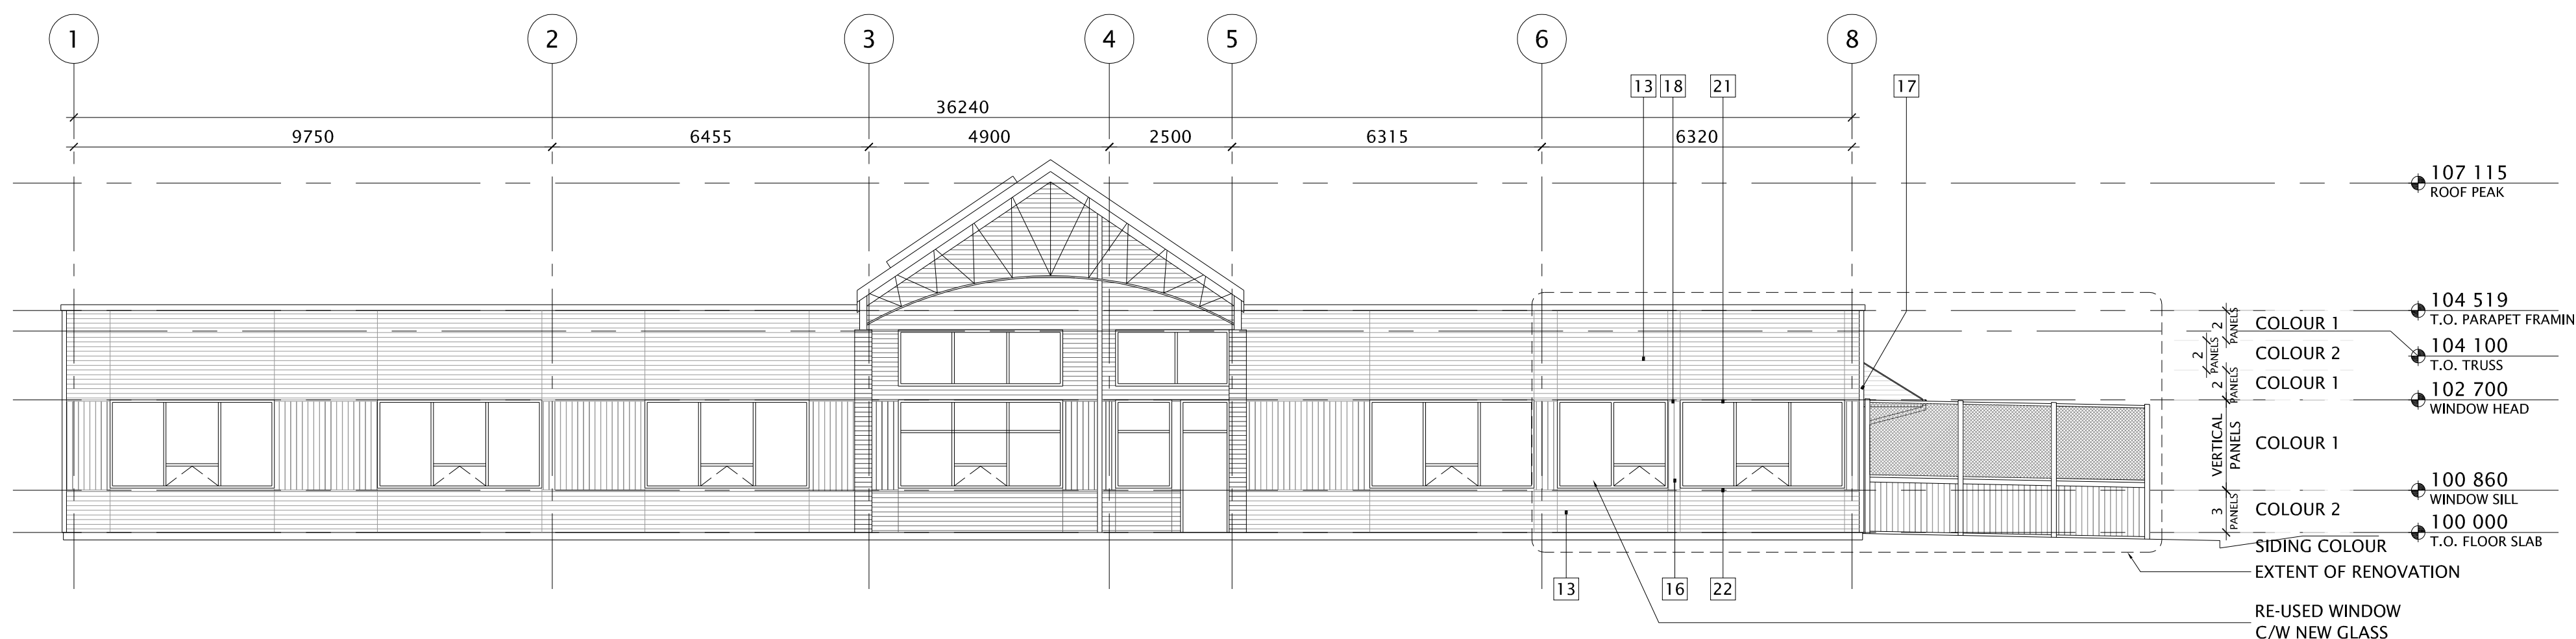 1 2 3 4 5 6 8
13 18 21 17
36240
9750 6455 4900 2500 6315 6320
107 115
ROOF PEAK
104 519
T.O. PARAPET FRAMIN
2 PANELS
COLOUR 1
104 100
T.O. TRUSS
2 PANELS
COLOUR 2
2 PANELS
COLOUR 1
102 700
WINDOW HEAD
VERTICAL
PANELS
COLOUR 1
100 860
WINDOW SILL
3 PANELS
COLOUR 2
100 000
T.O. FLOOR SLAB
SIDING COLOUR
EXTENT OF RENOVATION
13 16 22
RE-USED WINDOW
C/W NEW GLASS